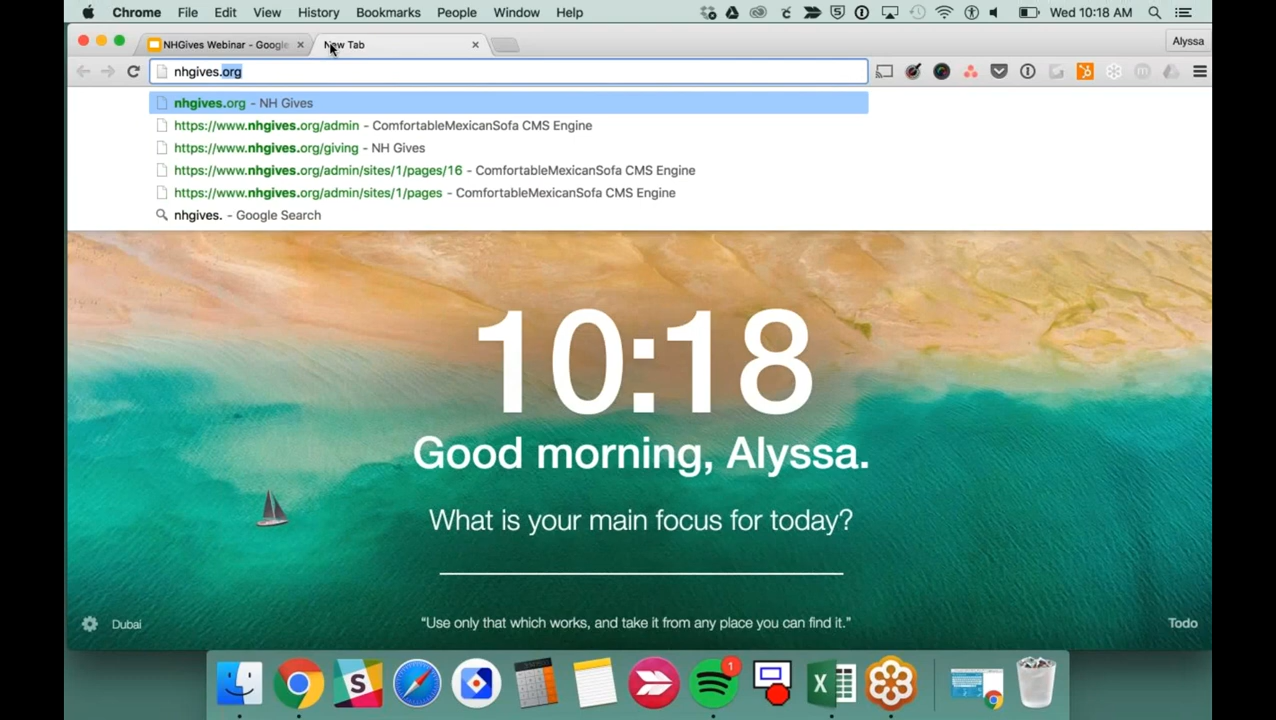 Chrome File Edit View History Bookmarks People Window Help Wed 10:18 AM
NHGives Webinar - Google New Tab Alyssa
nhgives.org
nhgives.org - NH Gives
https://www.nhgives.org/admin - ComfortableMexicanSofa CMS Engine
https://www.nhgives.org/giving - NH Gives
https://www.nhgives.org/admin/sites/1/pages/16 - ComfortableMexicanSofa CMS Engine
https://www.nhgives.org/admin/sites/1/pages - ComfortableMexicanSofa CMS Engine
nhgives. - Google Search
10:18
Good morning, Alyssa.
What is your main focus for today?
"Use only that which works, and take it from any place you can find it."
Dubai Todo
1